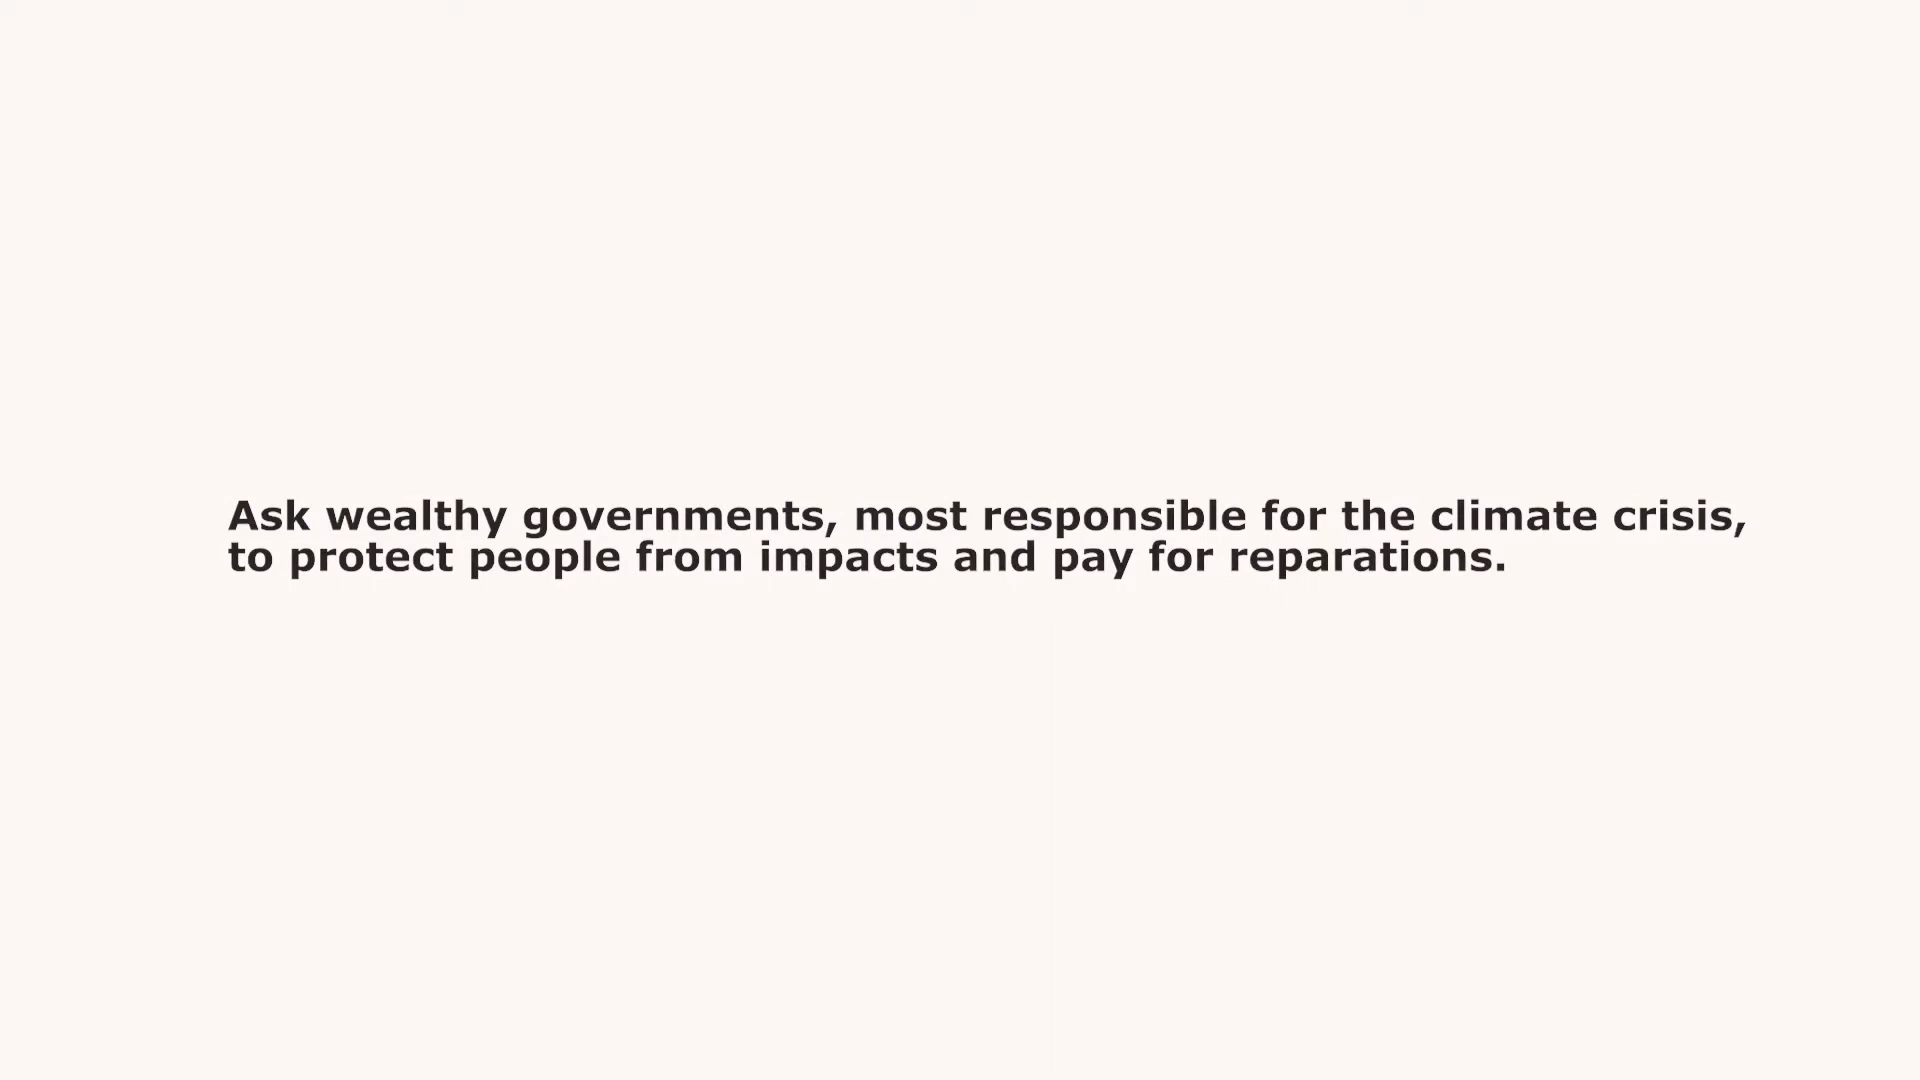 Ask wealthy governments, most responsible for the climate crisis,
to protect people from impacts and pay for reparations.